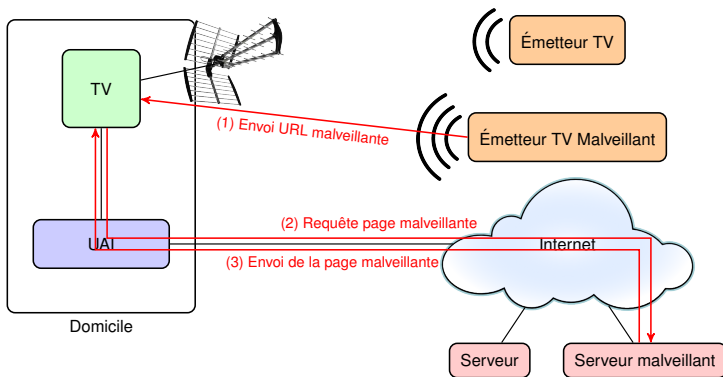 Émetteur TV
TV
(1) Envoi URL malveillante
Émetteur TV Malveillant
(2) Requête page malveillante
UAI
Internet
(3) Envoi de la page malveillante
Domicile
Serveur
Serveur malveillant